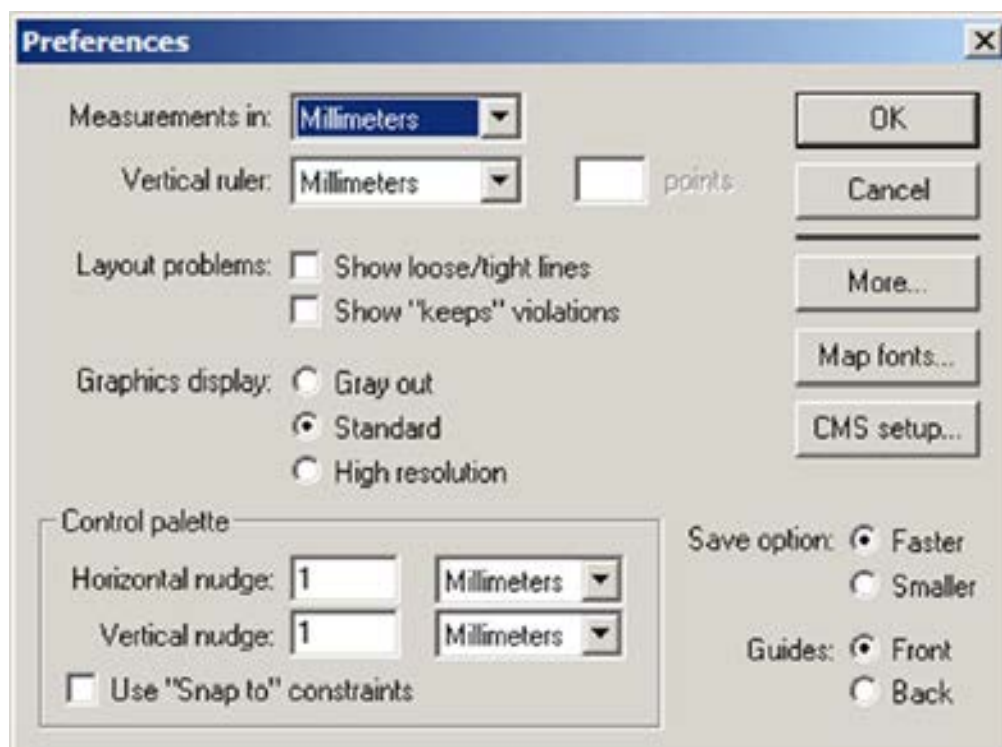 Preferences
Measurements in: Millimeters
OK
Vertical ruler: Millimeters points
Cancel
Layout problems: Show loose/tight lines
More...
Show "keeps" violations
Map fonts...
Graphics display: Gray out
Standard
CMS setup...
High resolution
Control palette
Save option: Faster
Horizontal nudge: 1 Millimeters
Smaller
Vertical nudge: 1 Millimeters
Guides: Front
Use "Snap to" constraints
Back